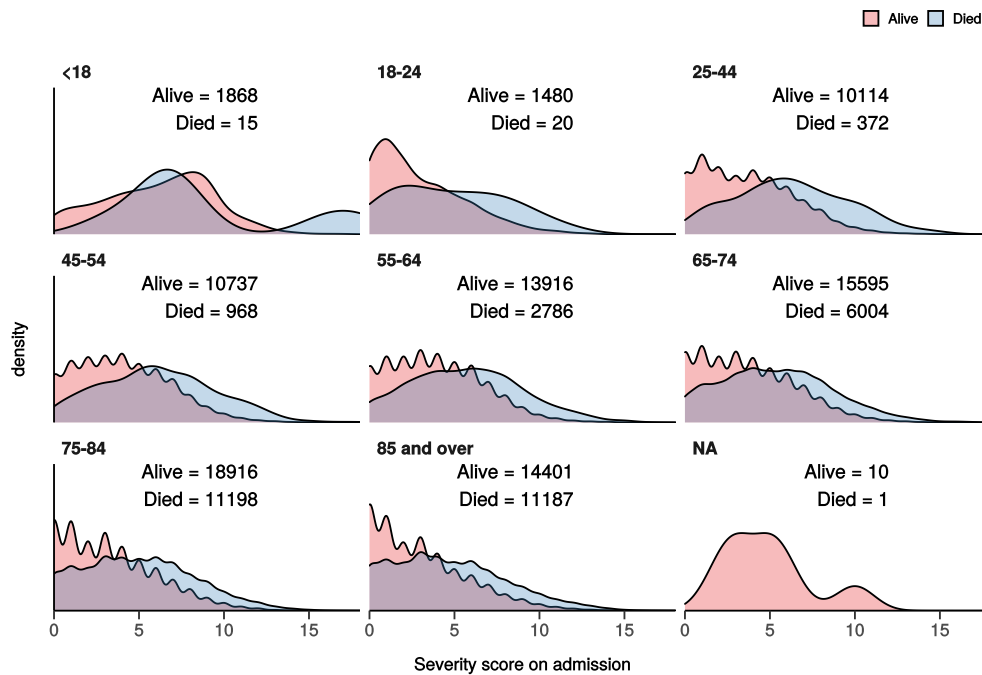 Alive Died
<18
Alive = 1868
Died = 15
18-24
Alive = 1480
Died = 20
25-44
Alive = 10114
Died = 372
45-54
Alive = 10737
Died = 968
55-64
Alive = 13916
Died = 2786
65-74
Alive = 15595
Died = 6004
75-84
Alive = 18916
Died = 11198
85 and over
Alive = 14401
Died = 11187
NA
Alive = 10
Died = 1
density
0 5 10 15
0 5 10 15
0 5 10 15
Severity score on admission